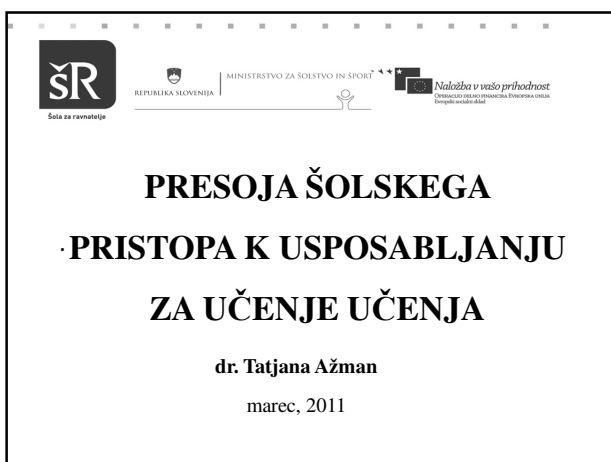 šR
Šola za ravnatelje
REPUBLIKA SLOVENIJA
MINISTRSTVO ZA ŠOLSTVO IN ŠPORT
Naložba v vašo prihodnost
OPERACIJO DELNO FINANCIRA EVROPSKA UNIJA
Evropski socialni sklad
PRESOJA ŠOLSKEGA
PRISTOPA K USPOSABLJANJU
ZA UČENJE UČENJA
dr. Tatjana Ažman
marec, 2011